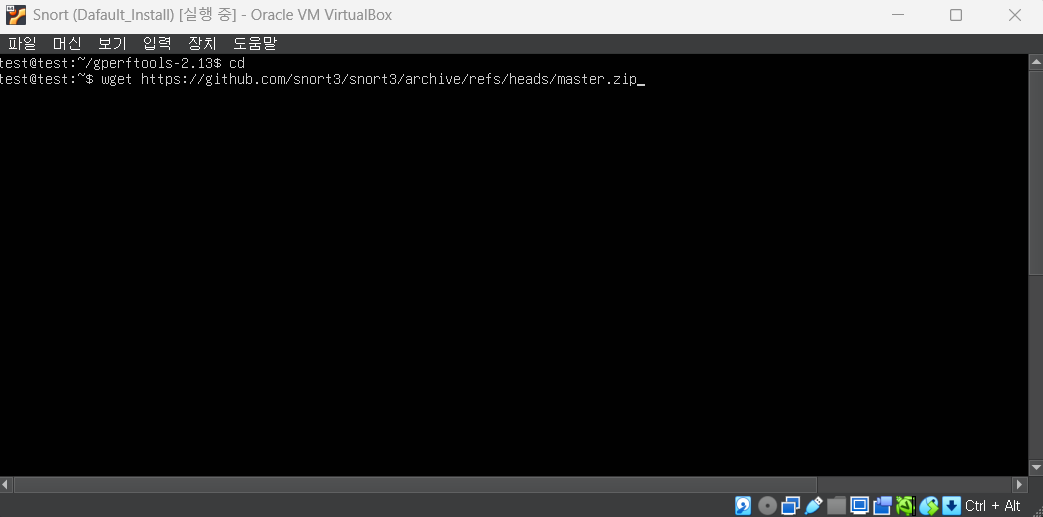 Snort (Dafault_Install) [실행 중] - Oracle VM VirtualBox
파일 머신 보기 입력 장치 도움말
test@test:~/gperftools-2.13$ cd
test@test:~$ wget https://github.com/snort3/snort3/archive/refs/heads/master.zip_
Ctrl + Alt